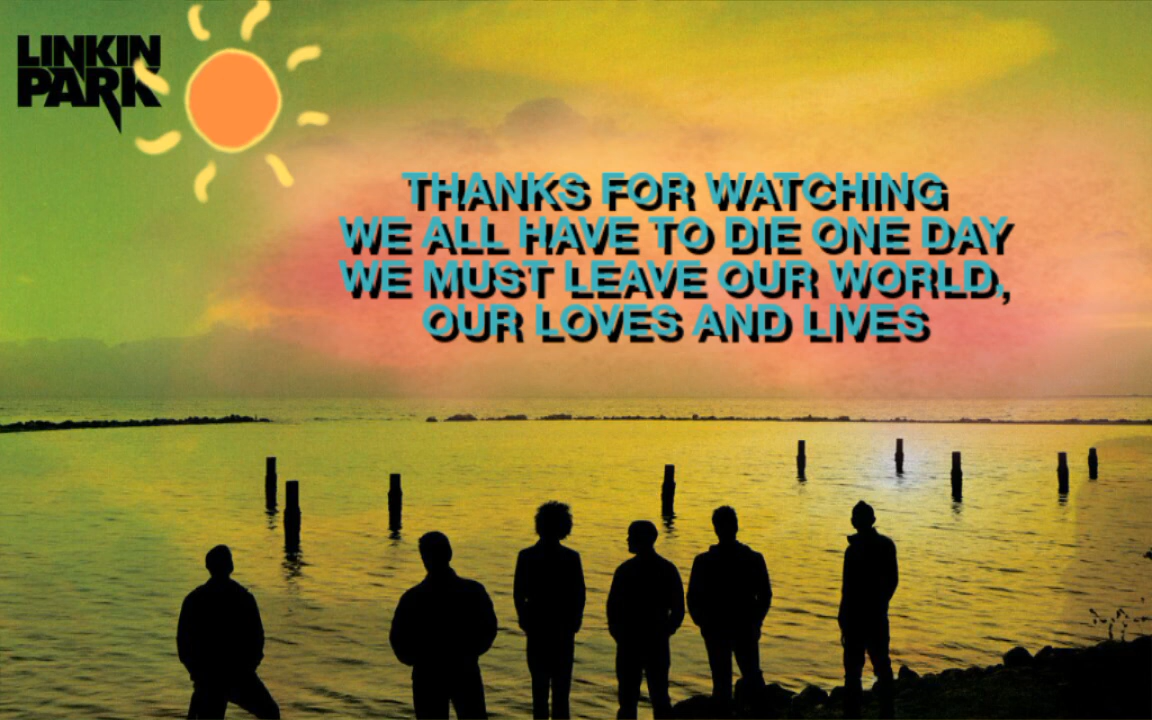 LINKIN
PARK
THANKS FOR WATCHING
WE ALL HAVE TO DIE ONE DAY
WE MUST LEAVE OUR WORLD,
OUR LOVES AND LIVES